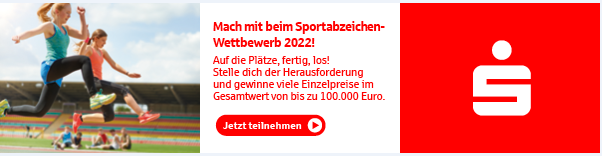 Mach mit beim Sportabzeichen-
Wettbewerb 2022!
Auf die Plätze, fertig, los!
Stelle dich der Herausforderung
und gewinne viele Einzelpreise im
Gesamtwert von bis zu 100.000 Euro.
Jetzt teilnehmen